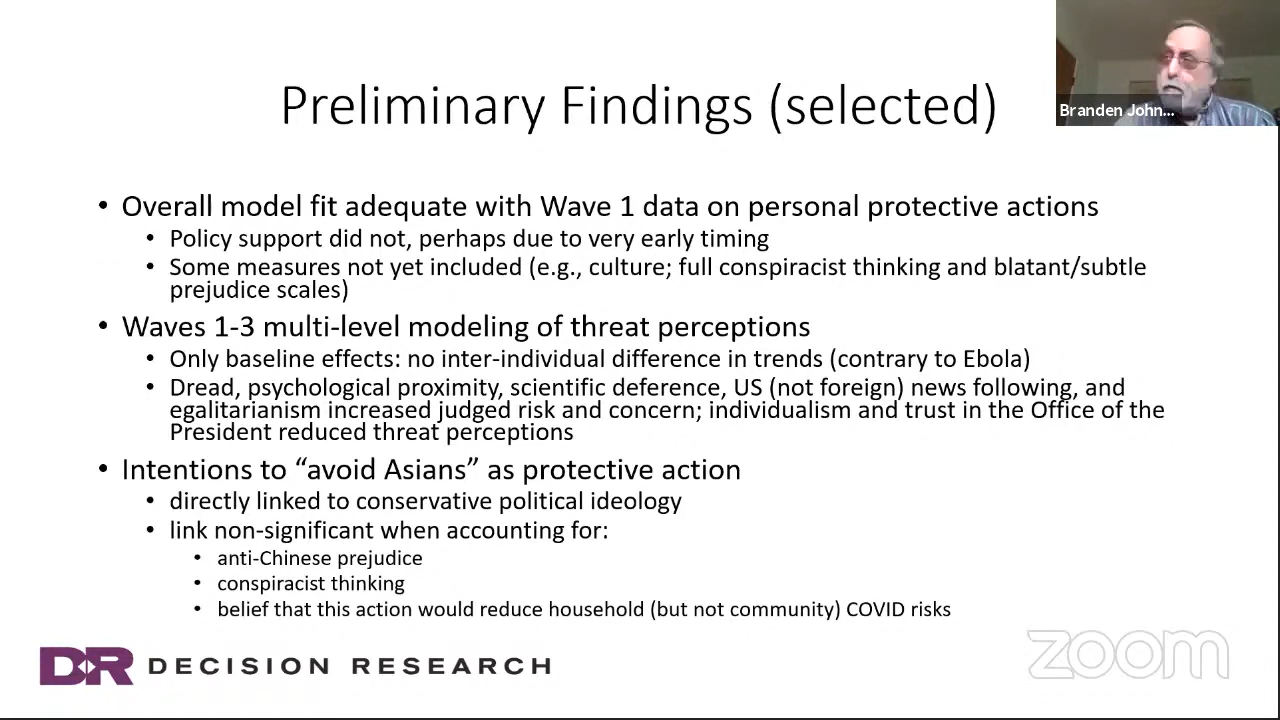 Branden John...
Preliminary Findings (selected)
• Overall model fit adequate with Wave 1 data on personal protective actions
• Policy support did not, perhaps due to very early timing
• Some measures not yet included (e.g., culture; full conspiracist thinking and blatant/subtle
prejudice scales)
• Waves 1-3 multi-level modeling of threat perceptions
• Only baseline effects: no inter-individual difference in trends (contrary to Ebola)
• Dread, psychological proximity, scientific deference, US (not foreign) news following, and
egalitarianism increased judged risk and concern; individualism and trust in the Office of the
President reduced threat perceptions
• Intentions to “avoid Asians” as protective action
• directly linked to conservative political ideology
• link non-significant when accounting for:
• anti-Chinese prejudice
• conspiracist thinking
• belief that this action would reduce household (but not community) COVID risks
DR DECISION RESEARCH
zoom